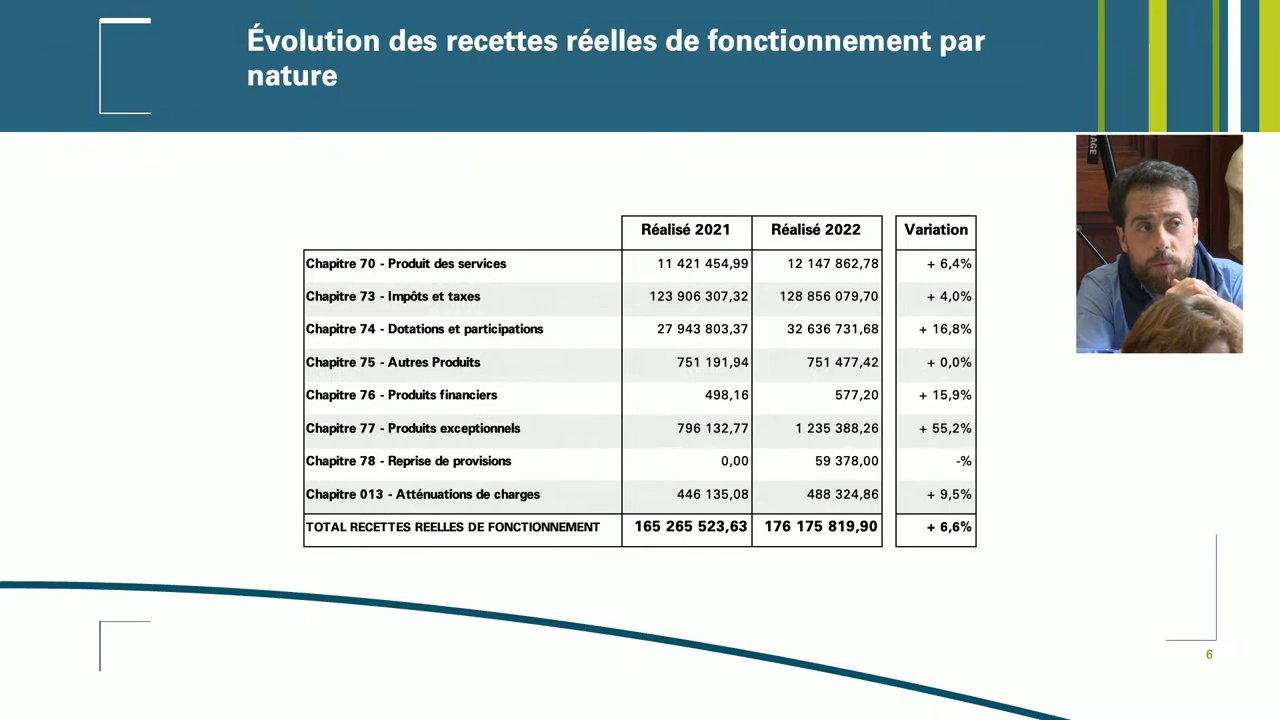 Évolution des recettes réelles de fonctionnement par
nature
Réalisé 2021 Réalisé 2022 Variation
Chapitre 70 - Produit des services 11 421 454,99 12 147 862,78 + 6,4%
Chapitre 73 - Impôts et taxes 123 906 307,32 128 856 079,70 + 4,0%
Chapitre 74 - Dotations et participations 27 943 803,37 32 636 731,68 + 16,8%
Chapitre 75 - Autres Produits 751 191,94 751 477,42 + 0,0%
Chapitre 76 - Produits financiers 498,16 577,20 + 15,9%
Chapitre 77 - Produits exceptionnels 796 132,77 1 235 388,26 + 55,2%
Chapitre 78 - Reprise de provisions 0,00 59 378,00 -%
Chapitre 013 - Atténuations de charges 446 135,08 488 324,86 + 9,5%
TOTAL RECETTES REELLES DE FONCTIONNEMENT 165 265 523,63 176 175 819,90 + 6,6%
6